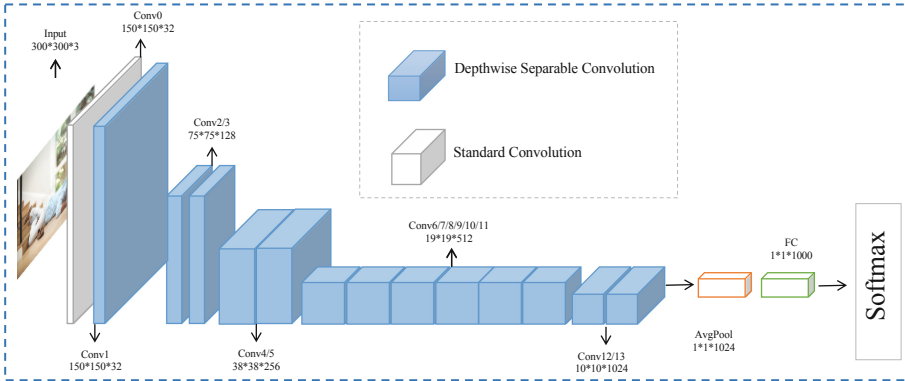 Input
300*300*3
Conv0
150*150*32
Conv2/3
75*75*128
Depthwise Separable Convolution
Standard Convolution
Conv6/7/8/9/10/11
19*19*512
FC
1*1*1000
Softmax
Conv1
150*150*32
Conv4/5
38*38*256
Conv12/13
10*10*1024
AvgPool
1*1*1024